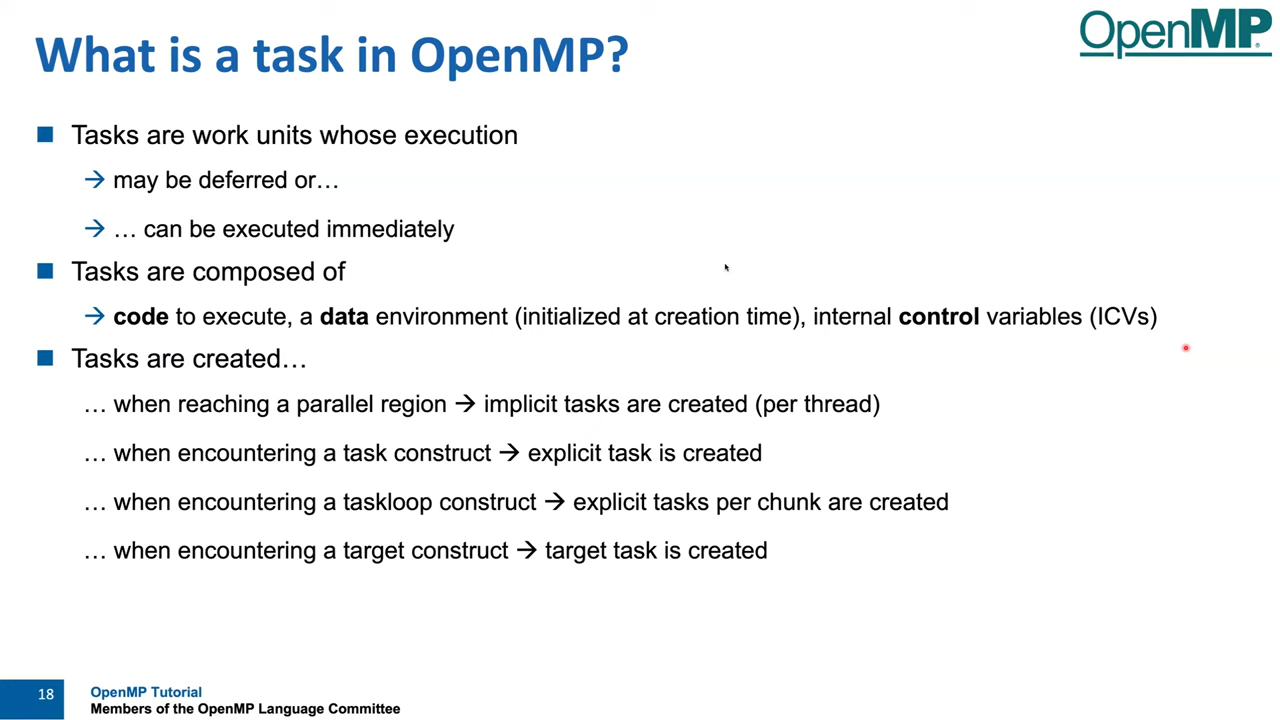 What is a task in OpenMP?
OpenMP®
■ Tasks are work units whose execution
→ may be deferred or…
→ … can be executed immediately
■ Tasks are composed of
→ code to execute, a data environment (initialized at creation time), internal control variables (ICVs)
■ Tasks are created…
… when reaching a parallel region → implicit tasks are created (per thread)
… when encountering a task construct → explicit task is created
… when encountering a taskloop construct → explicit tasks per chunk are created
… when encountering a target construct → target task is created
18
OpenMP Tutorial
Members of the OpenMP Language Committee